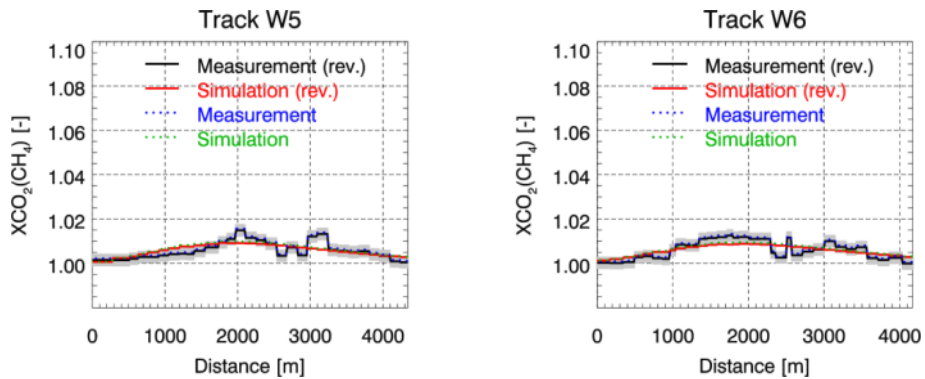 Track W5
1.10
1.08
1.06
1.04
1.02
1.00
XCO₂(CH₄) [-]
Measurement (rev.)
Simulation (rev.)
Measurement
Simulation
0 1000 2000 3000 4000
Distance [m]
Track W6
1.10
1.08
1.06
1.04
1.02
1.00
XCO₂(CH₄) [-]
Measurement (rev.)
Simulation (rev.)
Measurement
Simulation
0 1000 2000 3000 4000
Distance [m]